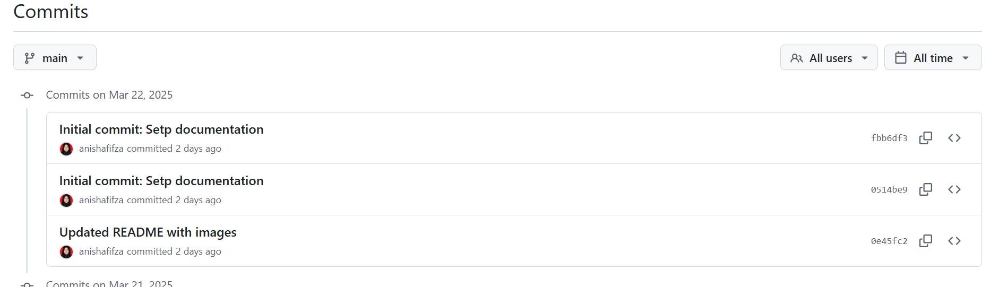 Commits
main
All users
All time
Commits on Mar 22, 2025
Initial commit: Setp documentation
anishafifza committed 2 days ago
fbb6df3
Initial commit: Setp documentation
anishafifza committed 2 days ago
0514be9
Updated README with images
anishafifza committed 2 days ago
0e45fc2
Commits on Mar 21, 2025